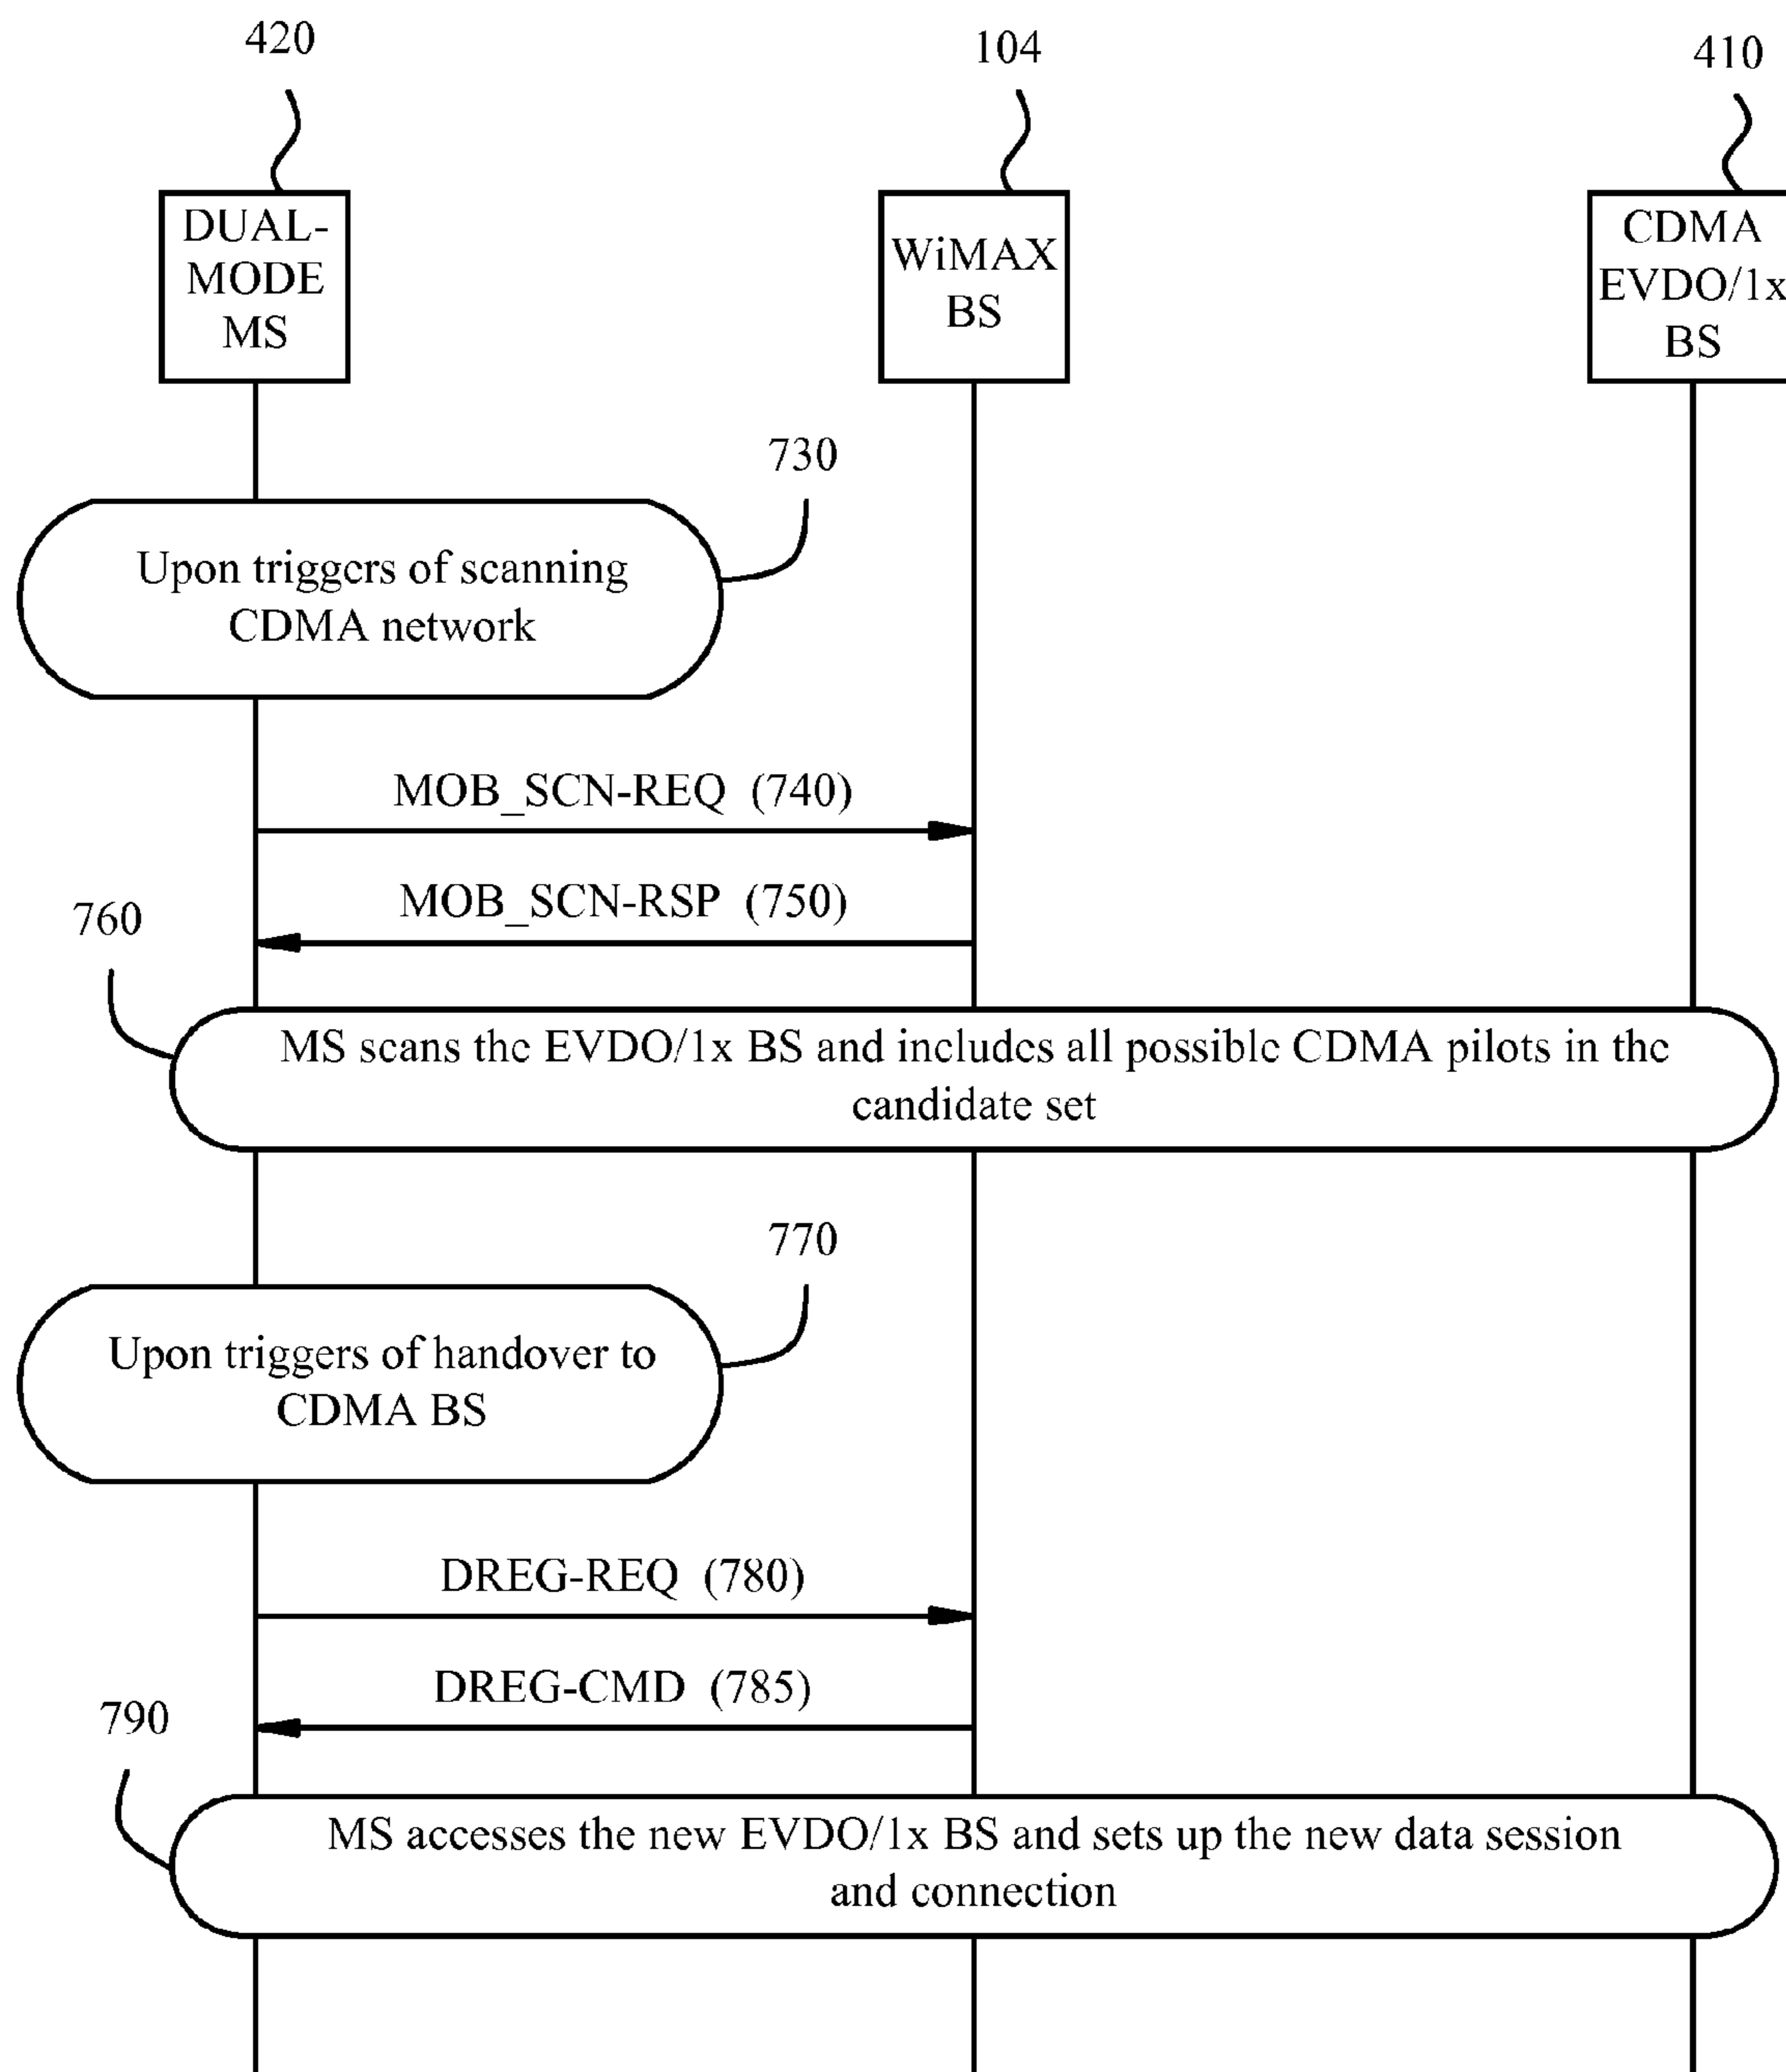 420
104
410
DUAL-
MODE
MS
WiMAX
BS
CDMA
EVDO/1x
BS
730
Upon triggers of scanning
CDMA network
MOB_SCN-REQ (740)
MOB_SCN-RSP (750)
760
MS scans the EVDO/1x BS and includes all possible CDMA pilots in the
candidate set
770
Upon triggers of handover to
CDMA BS
DREG-REQ (780)
DREG-CMD (785)
790
MS accesses the new EVDO/1x BS and sets up the new data session
and connection